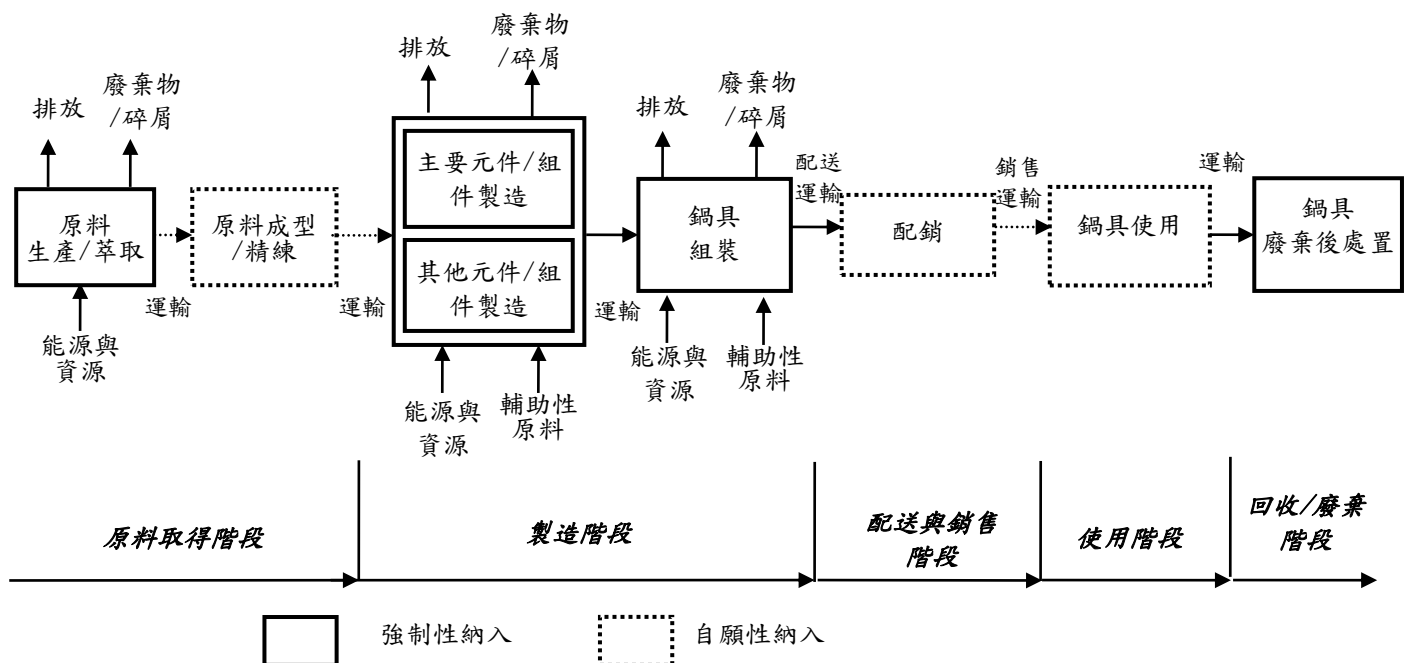 排放
廢棄物
/碎屑
原料
生產/萃取
能源與
資源
運輸
原料成型
/精練
運輸
排放
廢棄物
/碎屑
主要元件/組
件製造
其他元件/組
件製造
能源與
資源
輔助性
原料
運輸
排放
廢棄物
/碎屑
鍋具
組裝
能源與
資源
輔助性
原料
配送
運輸
配銷
銷售
運輸
鍋具使用
運輸
鍋具
廢棄後處置
原料取得階段
製造階段
配送與銷售
階段
使用階段
回收/廢棄
階段
強制性納入
自願性納入